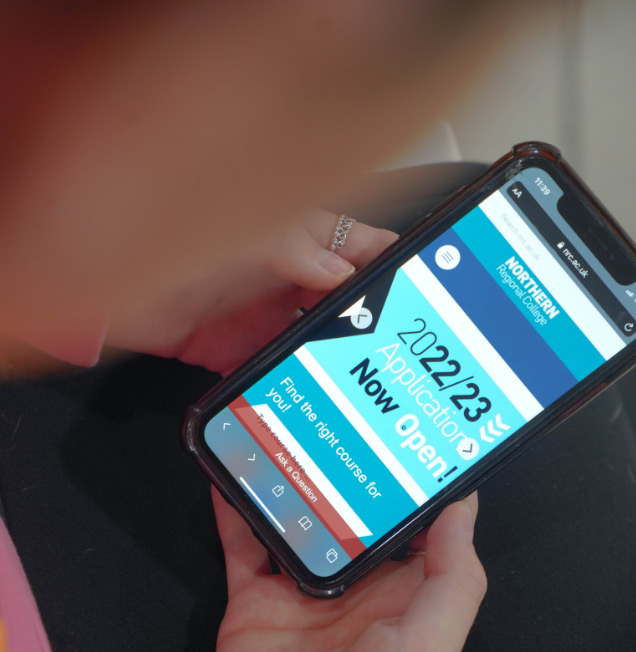 11:39
AA
nrc.ac.uk
Search nrc.ac.uk
NORTHERN
Regional College
2022/23
Application
Now Open!
Find the right course for
you!
Type course here
Ask a Question